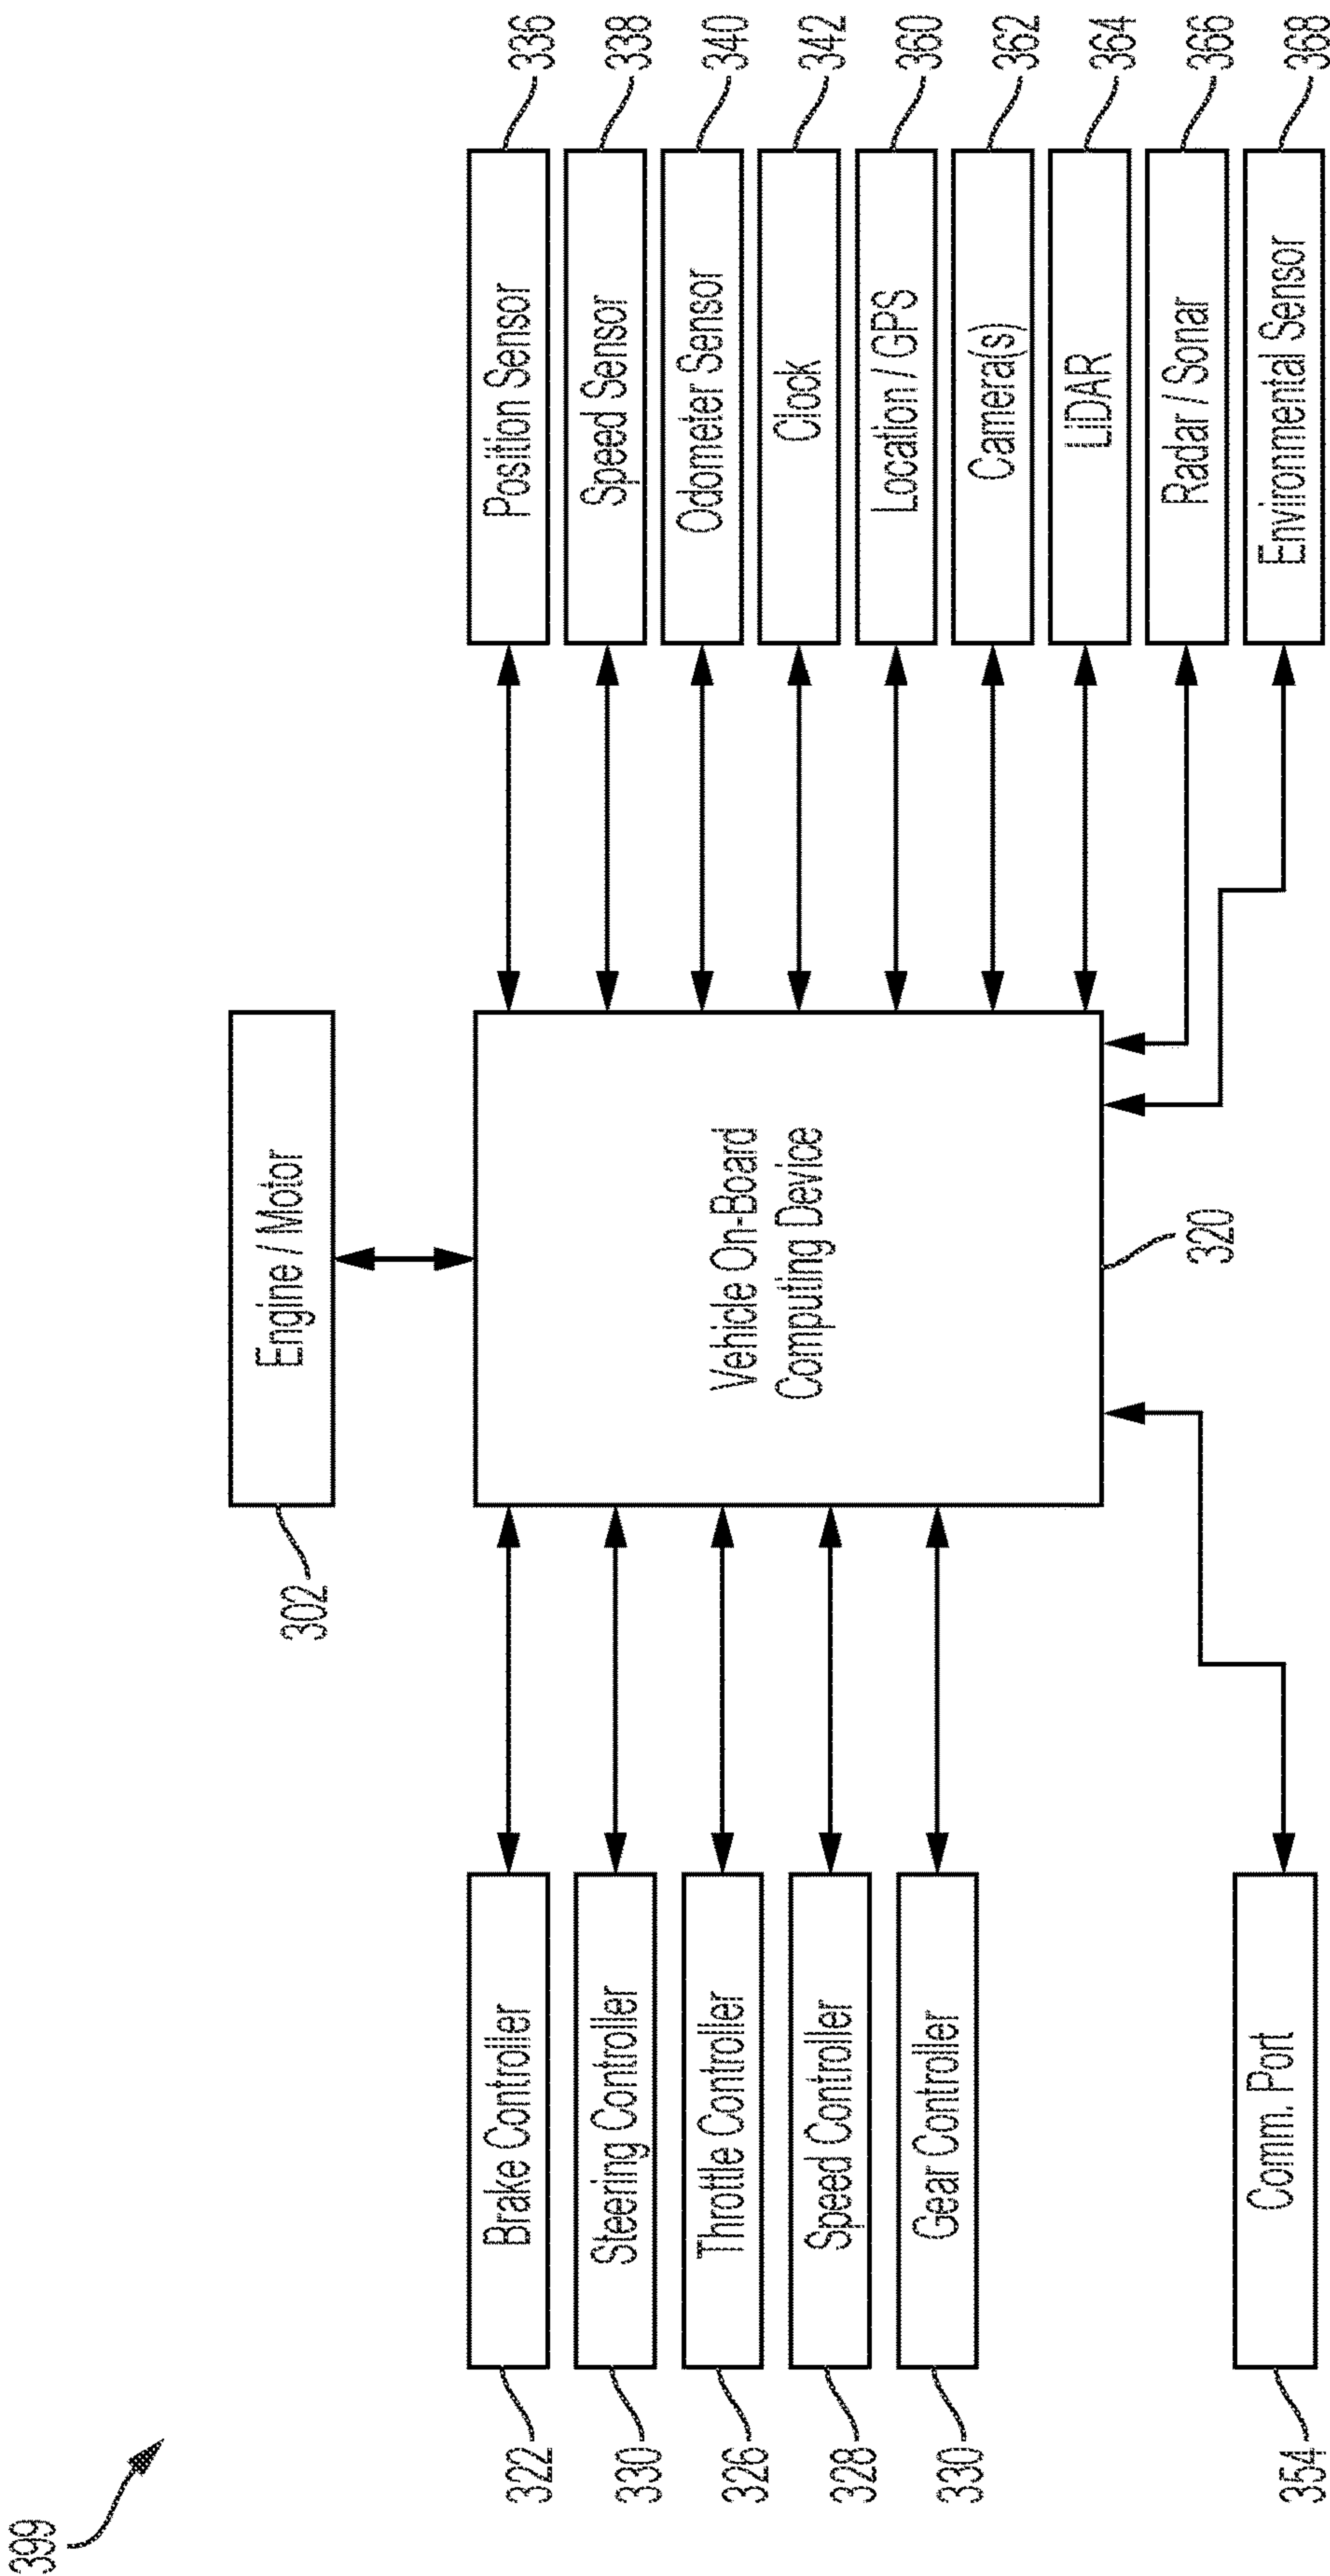 399
Engine / Motor
302
Brake Controller
322
Steering Controller
330
Throttle Controller
326
Speed Controller
328
Gear Controller
330
Comm. Port
354
Vehicle On-Board
Computing Device
320
Position Sensor
336
Speed Sensor
338
Odometer Sensor
340
Clock
342
Location / GPS
360
Camera(s)
362
LiDAR
364
Radar / Sonar
366
Environmental Sensor
368